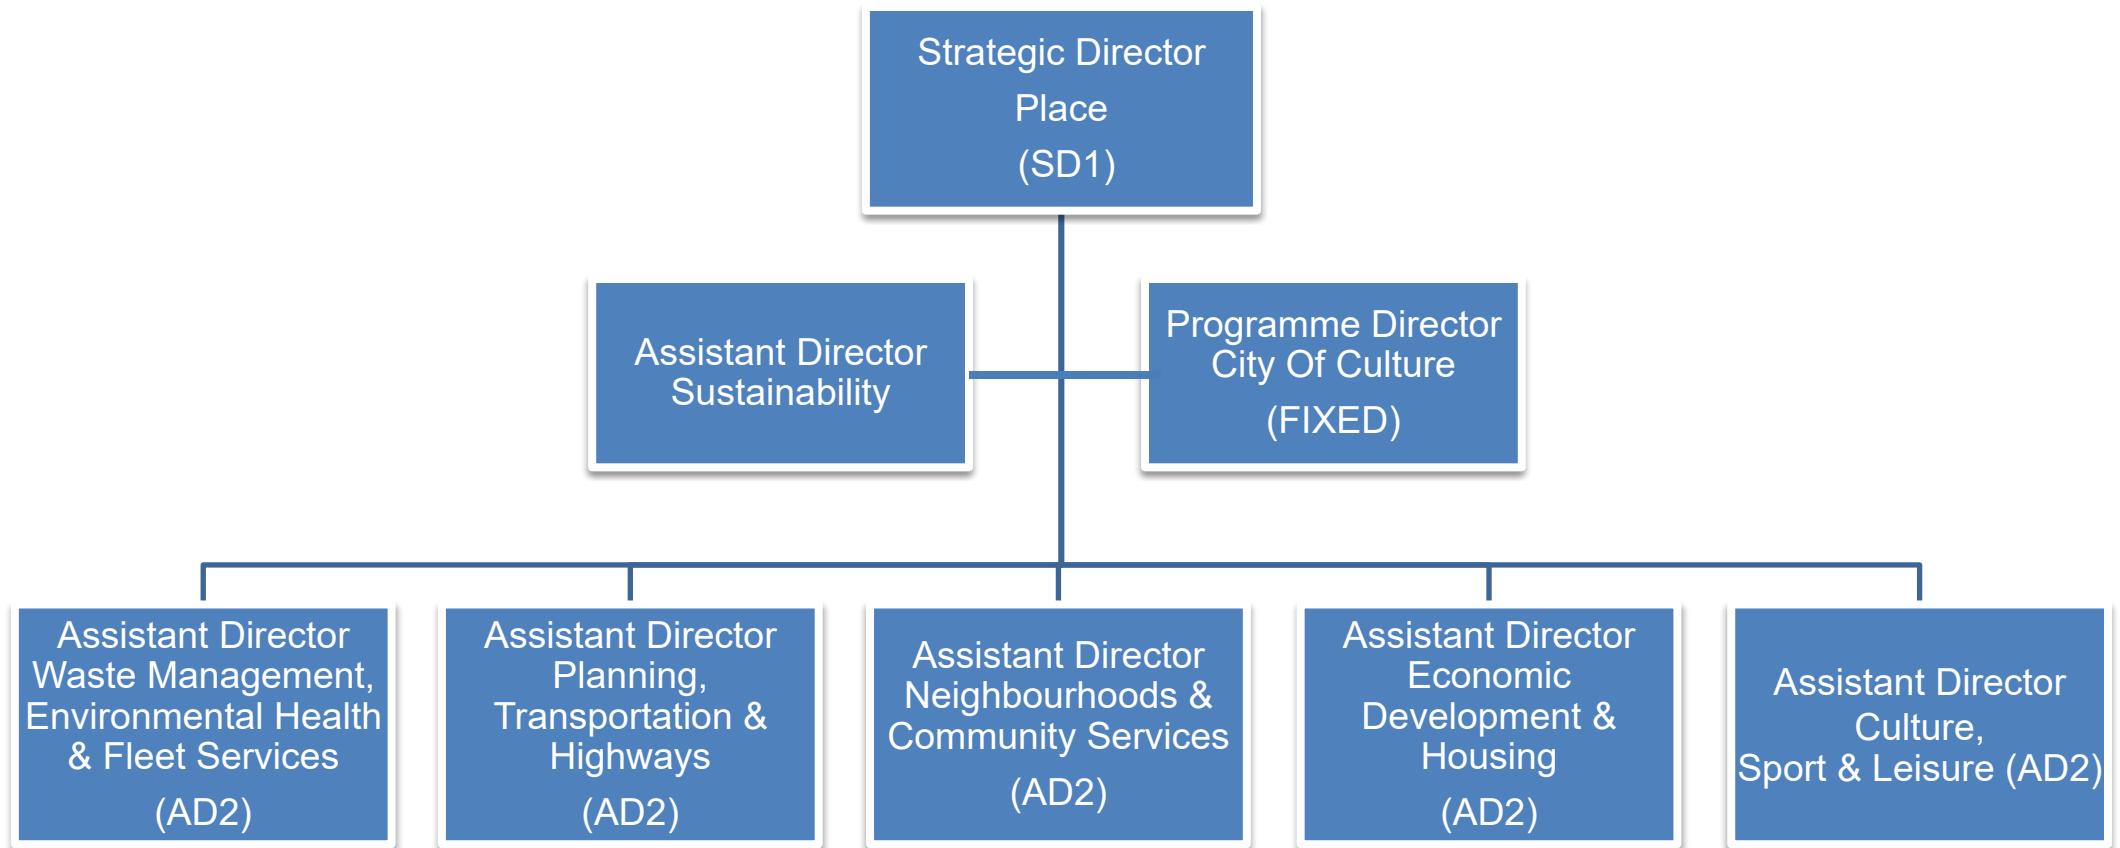 Strategic Director
Place
(SD1)
Assistant Director
Sustainability
Programme Director
City Of Culture
(FIXED)
Assistant Director
Waste Management,
Environmental Health
& Fleet Services
(AD2)
Assistant Director
Planning,
Transportation &
Highways
(AD2)
Assistant Director
Neighbourhoods &
Community Services
(AD2)
Assistant Director
Economic
Development &
Housing
(AD2)
Assistant Director
Culture,
Sport & Leisure (AD2)